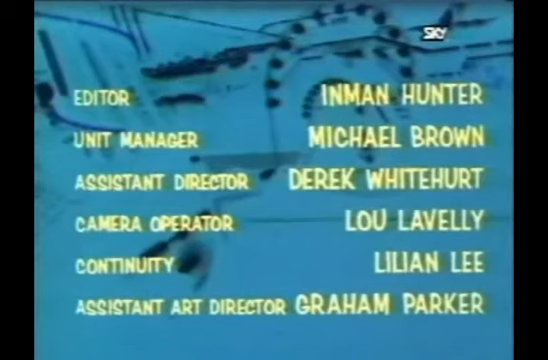 SKY
EDITOR INMAN HUNTER
UNIT MANAGER MICHAEL BROWN
ASSISTANT DIRECTOR DEREK WHITEHURT
CAMERA OPERATOR LOU LAVELLY
CONTINUITY LILIAN LEE
ASSISTANT ART DIRECTOR GRAHAM PARKER